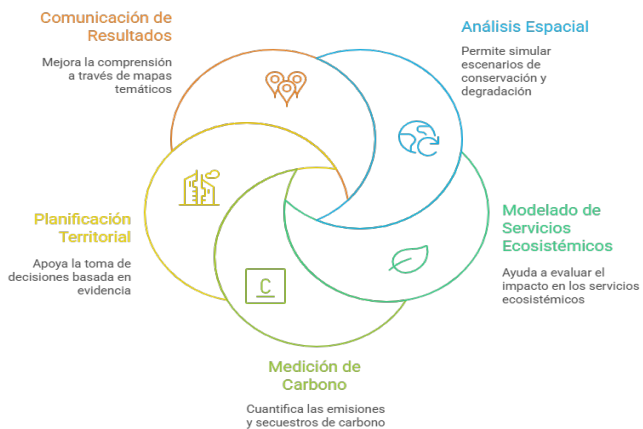 Comunicación de
Resultados
Mejora la comprensión
a través de mapas
temáticos
Análisis Espacial
Permite simular
escenarios de
conservación y
degradación
Planificación
Territorial
Apoya la toma de
decisiones basada en
evidencia
Modelado de
Servicios
Ecosistémicos
Ayuda a evaluar el
impacto en los servicios
ecosistémicos
C
Medición de
Carbono
Cuantifica las emisiones
y secuestros de carbono